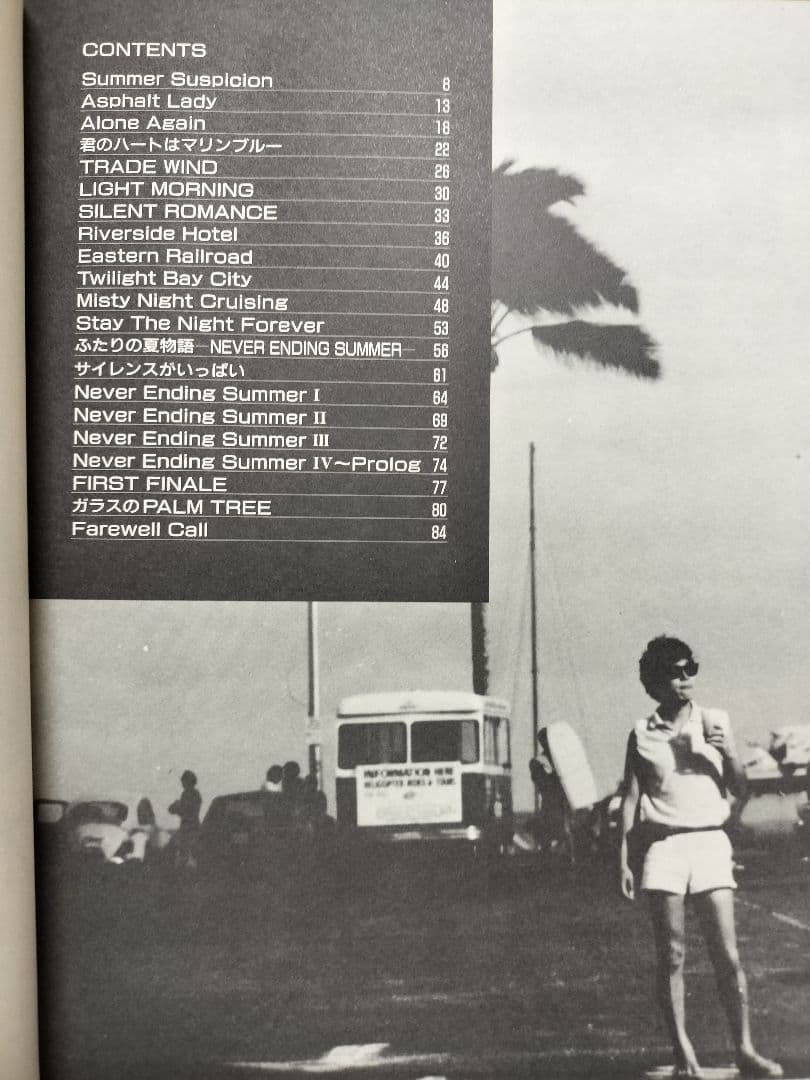 CONTENTS
Summer Suspicion 8
Asphalt Lady 13
Alone Again 18
君のハートはマリンブルー 22
TRADE WIND 26
LIGHT MORNING 30
SILENT ROMANCE 33
Riverside Hotel 36
Eastern Railroad 40
Twilight Bay City 44
Misty Night Cruising 48
Stay The Night Forever 53
ふたりの夏物語—NEVER ENDING SUMMER— 56
サイレンスがいっぱい 61
Never Ending Summer I 64
Never Ending Summer II 69
Never Ending Summer III 72
Never Ending Summer IV～Prolog 74
FIRST FINALE 77
ガラスのPALM TREE 80
Farewell Call 84
INFORMATION HERE
HELICOPTER RIDES & TOURS